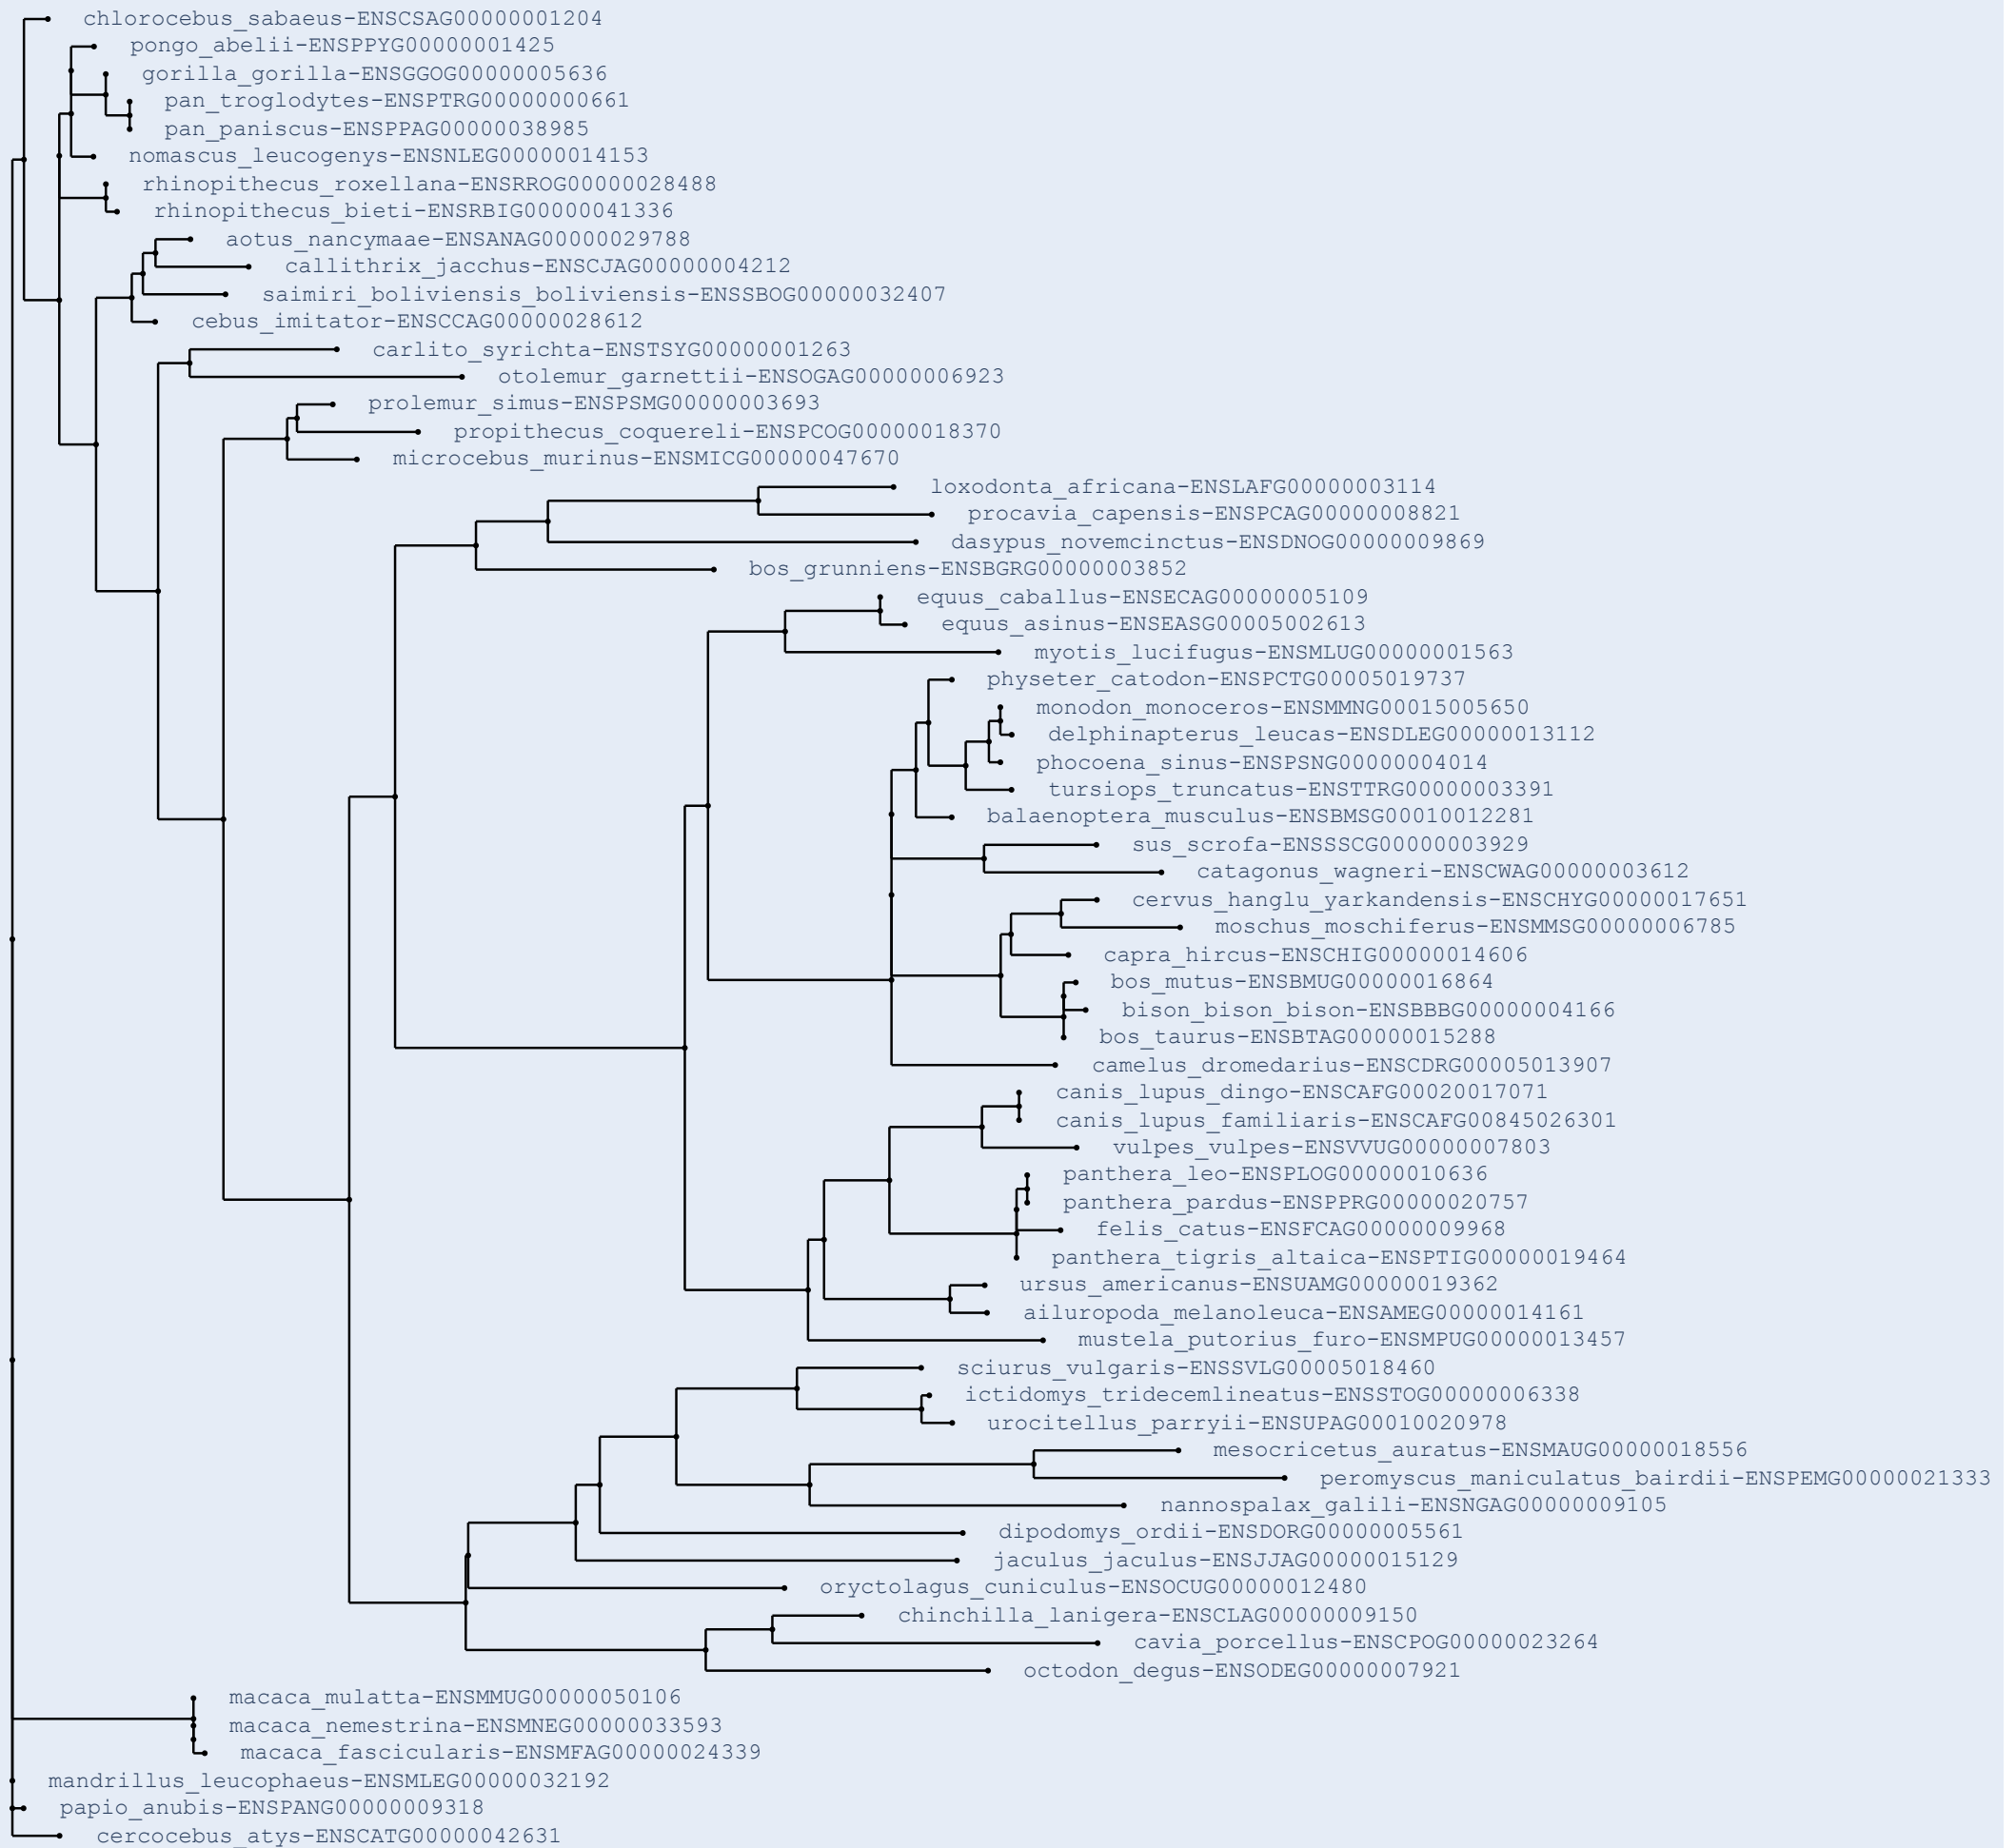 chlorocebus_sabaeus-ENSCSAG00000001204
pongo_abelii-ENSPPYG00000001425
gorilla_gorilla-ENSGGOG00000005636
pan_troglodytes-ENSPTRG00000000661
pan_paniscus-ENSPPAG00000038985
nomascus_leucogenys-ENSNLEG00000014153
rhinopithecus_roxellana-ENSRROG00000028488
rhinopithecus_bieti-ENSRBIG00000041336
aotus_nancymaae-ENSANAG00000029788
callithrix_jacchus-ENSCJAG00000004212
saimiri_boliviensis_boliviensis-ENSSBOG00000032407
cebus_imitator-ENSCCAG00000028612
carlito_syrichta-ENSTSYG00000001263
otolemur_garnettii-ENSOGAG00000006923
prolemur_simus-ENSPSMG00000003693
propithecus_coquereli-ENSPCOG00000018370
microcebus_murinus-ENSMICG00000047670
loxodonta_africana-ENSLAFG00000003114
procavia_capensis-ENSPCAG00000008821
dasypus_novemcinctus-ENSDNOG00000009869
bos_grunniens-ENSBGRG00000003852
equus_caballus-ENSECAG00000005109
equus_asinus-ENSEASG00005002613
myotis_lucifugus-ENSMLUG00000001563
physeter_catodon-ENSPCTG00005019737
monodon_monoceros-ENSMMNG00015005650
delphinapterus_leucas-ENSDLEG00000013112
phocoena_sinus-ENSPSNG00000004014
tursiops_truncatus-ENSTTRG00000003391
balaenoptera_musculus-ENSBMSG00010012281
sus_scrofa-ENSSSCG00000003929
catagonus_wagneri-ENSCWAG00000003612
cervus_hanglu_yarkandensis-ENSCHYG00000017651
moschus_moschiferus-ENSMMSG00000006785
capra_hircus-ENSCHIG00000014606
bos_mutus-ENSBMUG00000016864
bison_bison_bison-ENSBBBG00000004166
bos_taurus-ENSBTAG00000015288
camelus_dromedarius-ENSCDRG00005013907
canis_lupus_dingo-ENSCAFG00020017071
canis_lupus_familiaris-ENSCAFG00845026301
vulpes_vulpes-ENSVVUG00000007803
panthera_leo-ENSPLOG00000010636
panthera_pardus-ENSPPRG00000020757
felis_catus-ENSFCAG00000009968
panthera_tigris_altaica-ENSPTIG00000019464
ursus_americanus-ENSUAMG00000019362
ailuropoda_melanoleuca-ENSAMEG00000014161
mustela_putorius_furo-ENSMPUG00000013457
sciurus_vulgaris-ENSSVLG00005018460
ictidomys_tridecemlineatus-ENSSTOG00000006338
urocitellus_parryii-ENSUPAG00010020978
mesocricetus_auratus-ENSMAUG00000018556
peromyscus_maniculatus_bairdii-ENSPEMG00000021333
nannospalax_galili-ENSNGAG00000009105
dipodomys_ordii-ENSDORG00000005561
jaculus_jaculus-ENSJJAG00000015129
oryctolagus_cuniculus-ENSOCUG00000012480
chinchilla_lanigera-ENSCLAG00000009150
cavia_porcellus-ENSCPOG00000023264
octodon_degus-ENSODEG00000007921
macaca_mulatta-ENSMMUG00000050106
macaca_nemestrina-ENSMNEG00000033593
macaca_fascicularis-ENSMFAG00000024339
mandrillus_leucophaeus-ENSMLEG00000032192
papio_anubis-ENSPANG00000009318
cercocebus_atys-ENSCATG00000042631